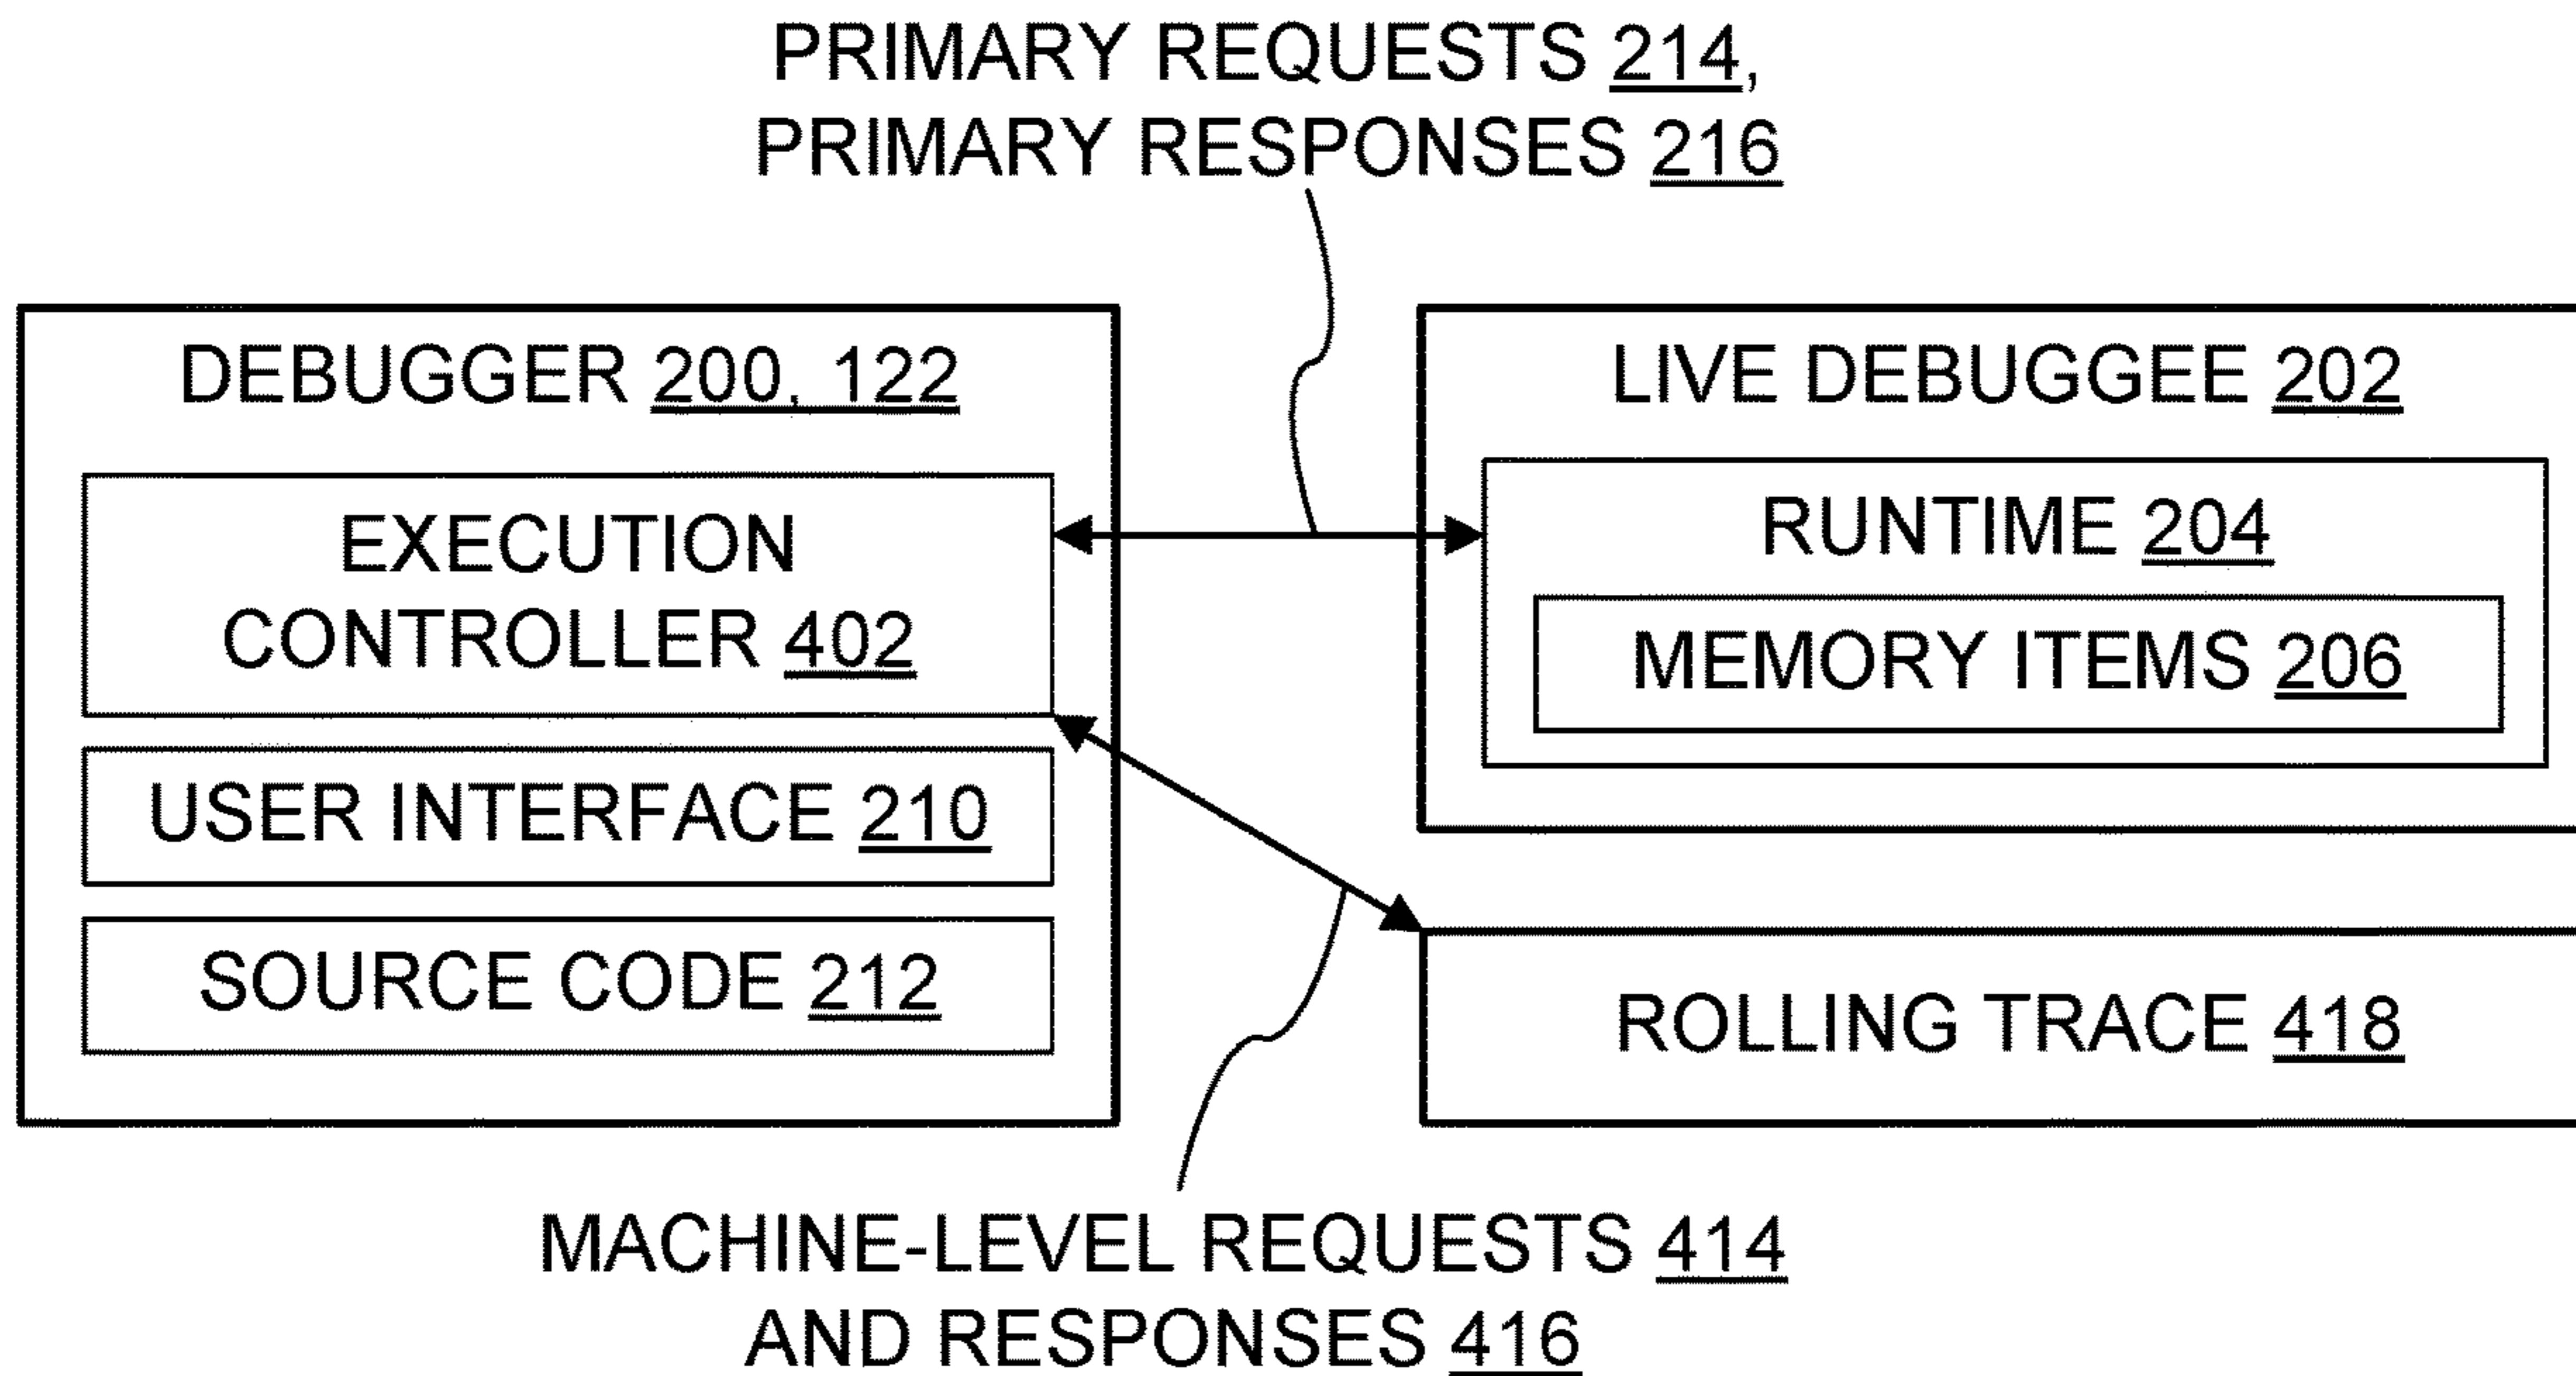 PRIMARY REQUESTS 214,
PRIMARY RESPONSES 216
DEBUGGER 200, 122
EXECUTION
CONTROLLER 402
USER INTERFACE 210
SOURCE CODE 212
LIVE DEBUGGEE 202
RUNTIME 204
MEMORY ITEMS 206
ROLLING TRACE 418
MACHINE-LEVEL REQUESTS 414
AND RESPONSES 416